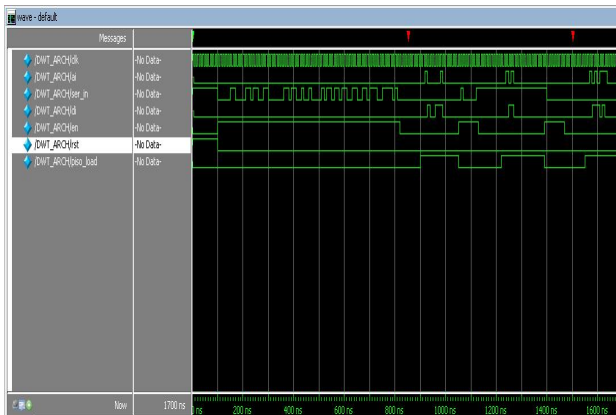 wave - default
Messages
/DWT_ARCH/clk -No Data-
/DWT_ARCH/ai -No Data-
/DWT_ARCH/ser_in -No Data-
/DWT_ARCH/di -No Data-
/DWT_ARCH/en -No Data-
/DWT_ARCH/rst -No Data-
/DWT_ARCH/piso_load -No Data-
Now 1700 ns
ns 200 ns 400 ns 600 ns 800 ns 1000 ns 1200 ns 1400 ns 1600 ns